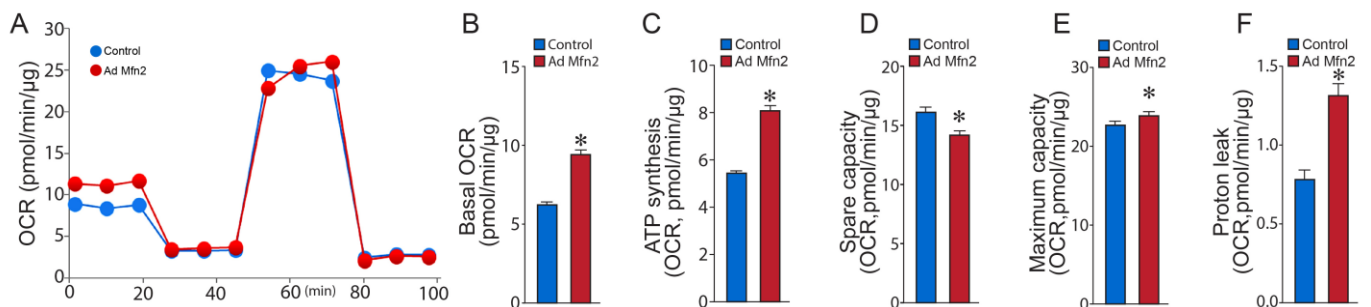 A
OCR (pmol/min/µg)
30
25
20
15
10
5
0
Control
Ad Mfn2
0
20
40
60
(min)
80
100
B
Control
Ad Mfn2
Basal OCR
(pmol/min/µg)
15
10
5
0
*
C
Control
Ad Mfn2
ATP synthesis
(OCR, pmol/min/µg)
10
8
6
4
2
0
*
D
Control
Ad Mfn2
Spare capacity
(OCR,pmol/min/µg)
20
15
10
5
0
*
E
Control
Ad Mfn2
Maximum capacity
(OCR,pmol/min/µg)
30
20
10
0
*
F
Control
Ad Mfn2
Proton leak
(OCR,pmol/min/µg)
1.5
1.0
0.5
0.0
*